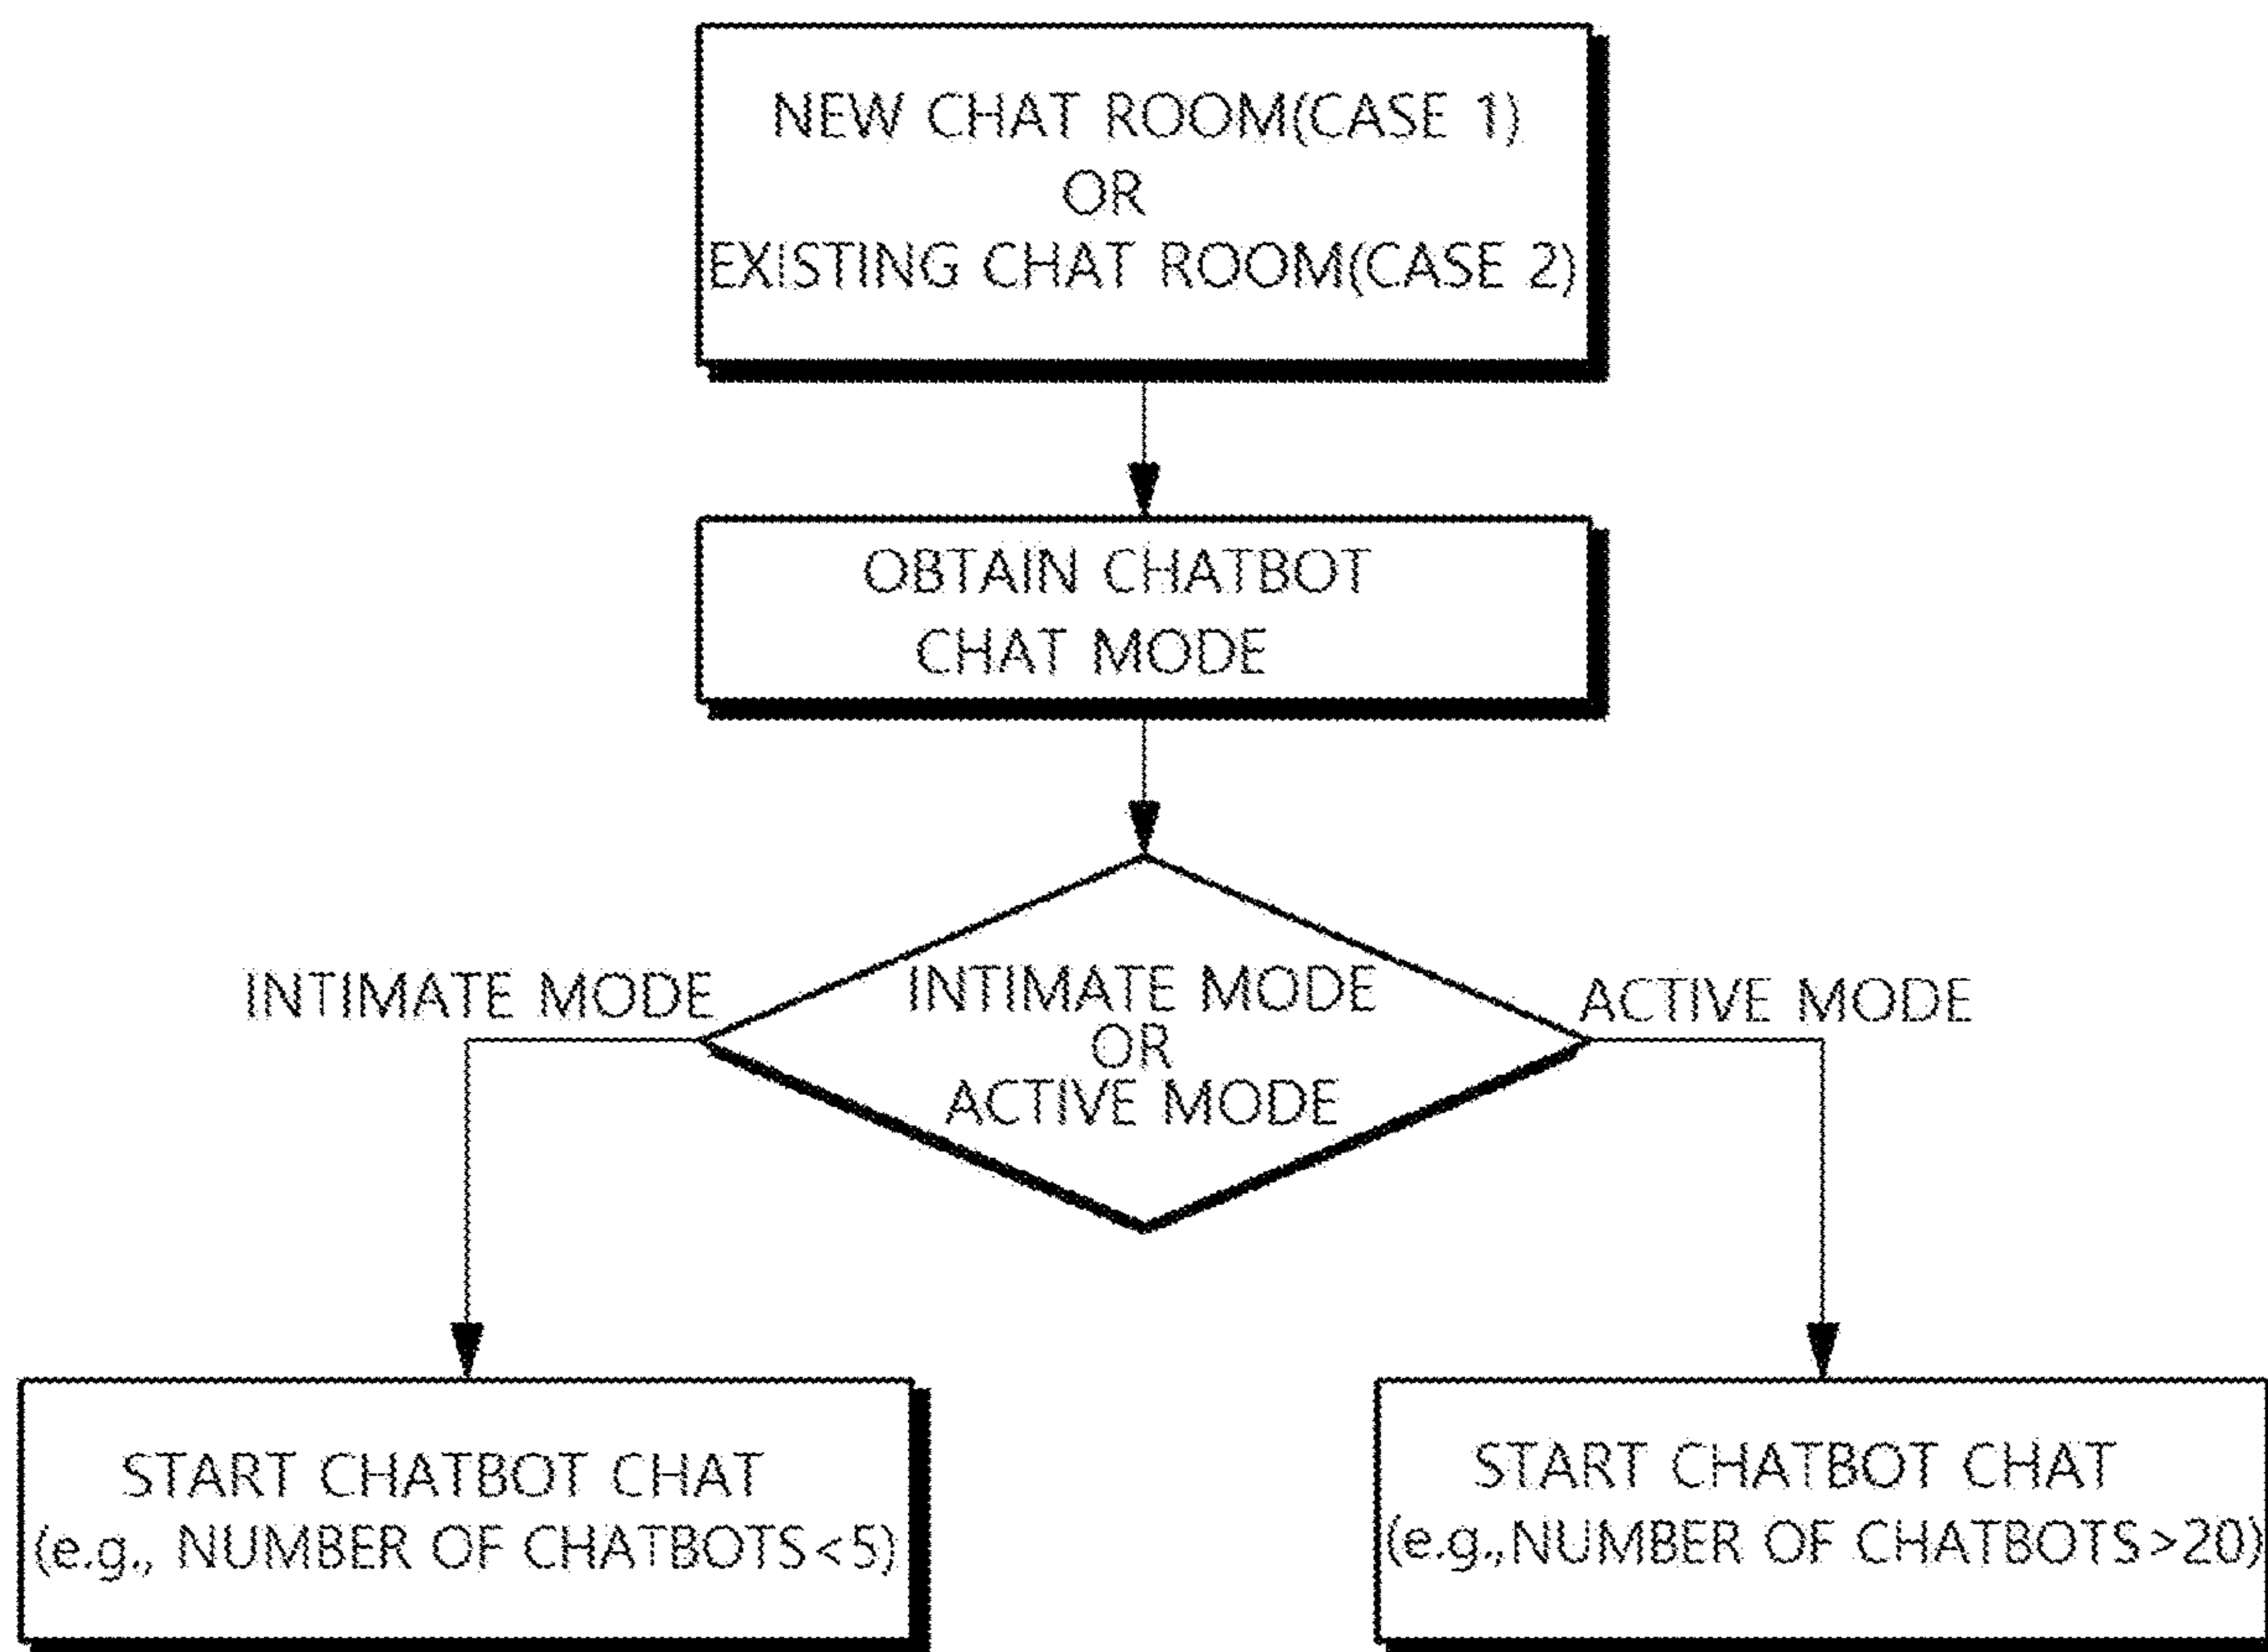 NEW CHAT ROOM(CASE 1)
OR
EXISTING CHAT ROOM(CASE 2)
OBTAIN CHATBOT
CHAT MODE
INTIMATE MODE
INTIMATE MODE
OR
ACTIVE MODE
ACTIVE MODE
START CHATBOT CHAT
(e.g., NUMBER OF CHATBOTS<5)
START CHATBOT CHAT
(e.g.,NUMBER OF CHATBOTS>20)